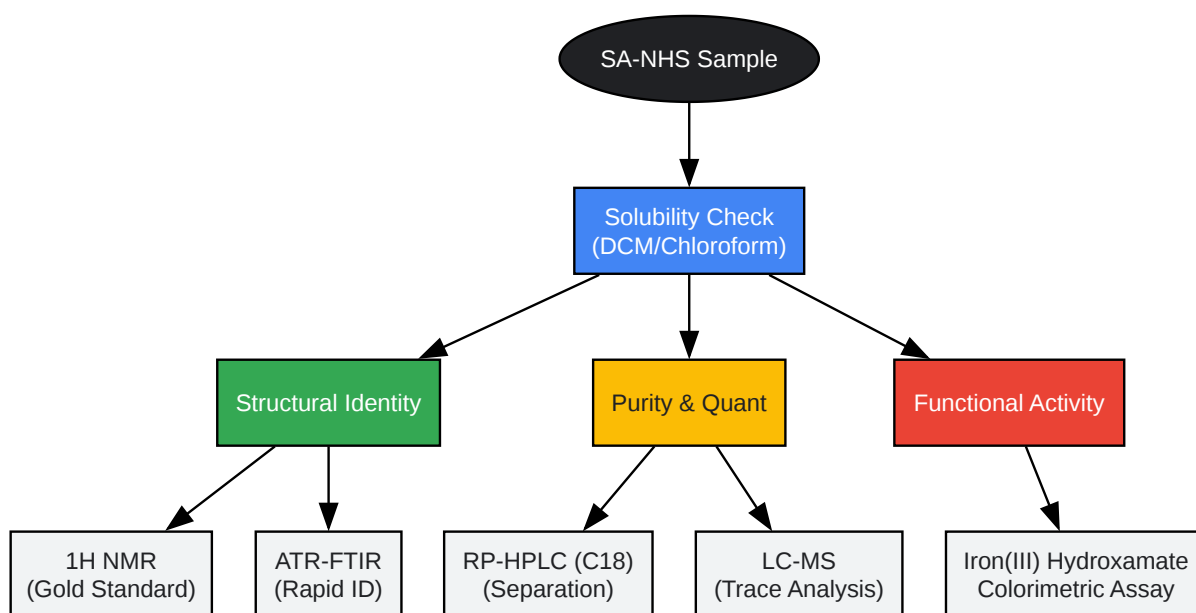 SA-NHS Sample
Solubility Check
(DCM/Chloroform)
Structural Identity
Purity & Quant
Functional Activity
1H NMR
(Gold Standard)
ATR-FTIR
(Rapid ID)
RP-HPLC (C18)
(Separation)
LC-MS
(Trace Analysis)
Iron(III) Hydroxamate
Colorimetric Assay